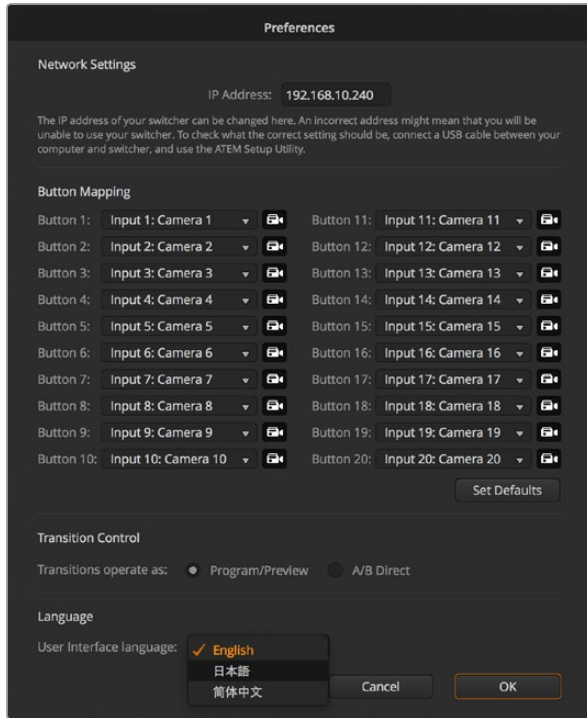 Preferences
Network Settings
IP Address: 192.168.10.240
The IP address of your switcher can be changed here. An incorrect address might mean that you will be
unable to use your switcher. To check what the correct setting should be, connect a USB cable between your
computer and switcher, and use the ATEM Setup Utility.
Button Mapping
Button 1: Input 1: Camera 1 Button 11: Input 11: Camera 11
Button 2: Input 2: Camera 2 Button 12: Input 12: Camera 12
Button 3: Input 3: Camera 3 Button 13: Input 13: Camera 13
Button 4: Input 4: Camera 4 Button 14: Input 14: Camera 14
Button 5: Input 5: Camera 5 Button 15: Input 15: Camera 15
Button 6: Input 6: Camera 6 Button 16: Input 16: Camera 16
Button 7: Input 7: Camera 7 Button 17: Input 17: Camera 17
Button 8: Input 8: Camera 8 Button 18: Input 18: Camera 18
Button 9: Input 9: Camera 9 Button 19: Input 19: Camera 19
Button 10: Input 10: Camera 10 Button 20: Input 20: Camera 20
Set Defaults
Transition Control
Transitions operate as: Program/Preview A/B Direct
Language
User Interface language: English
日本語
简体中文
Cancel OK